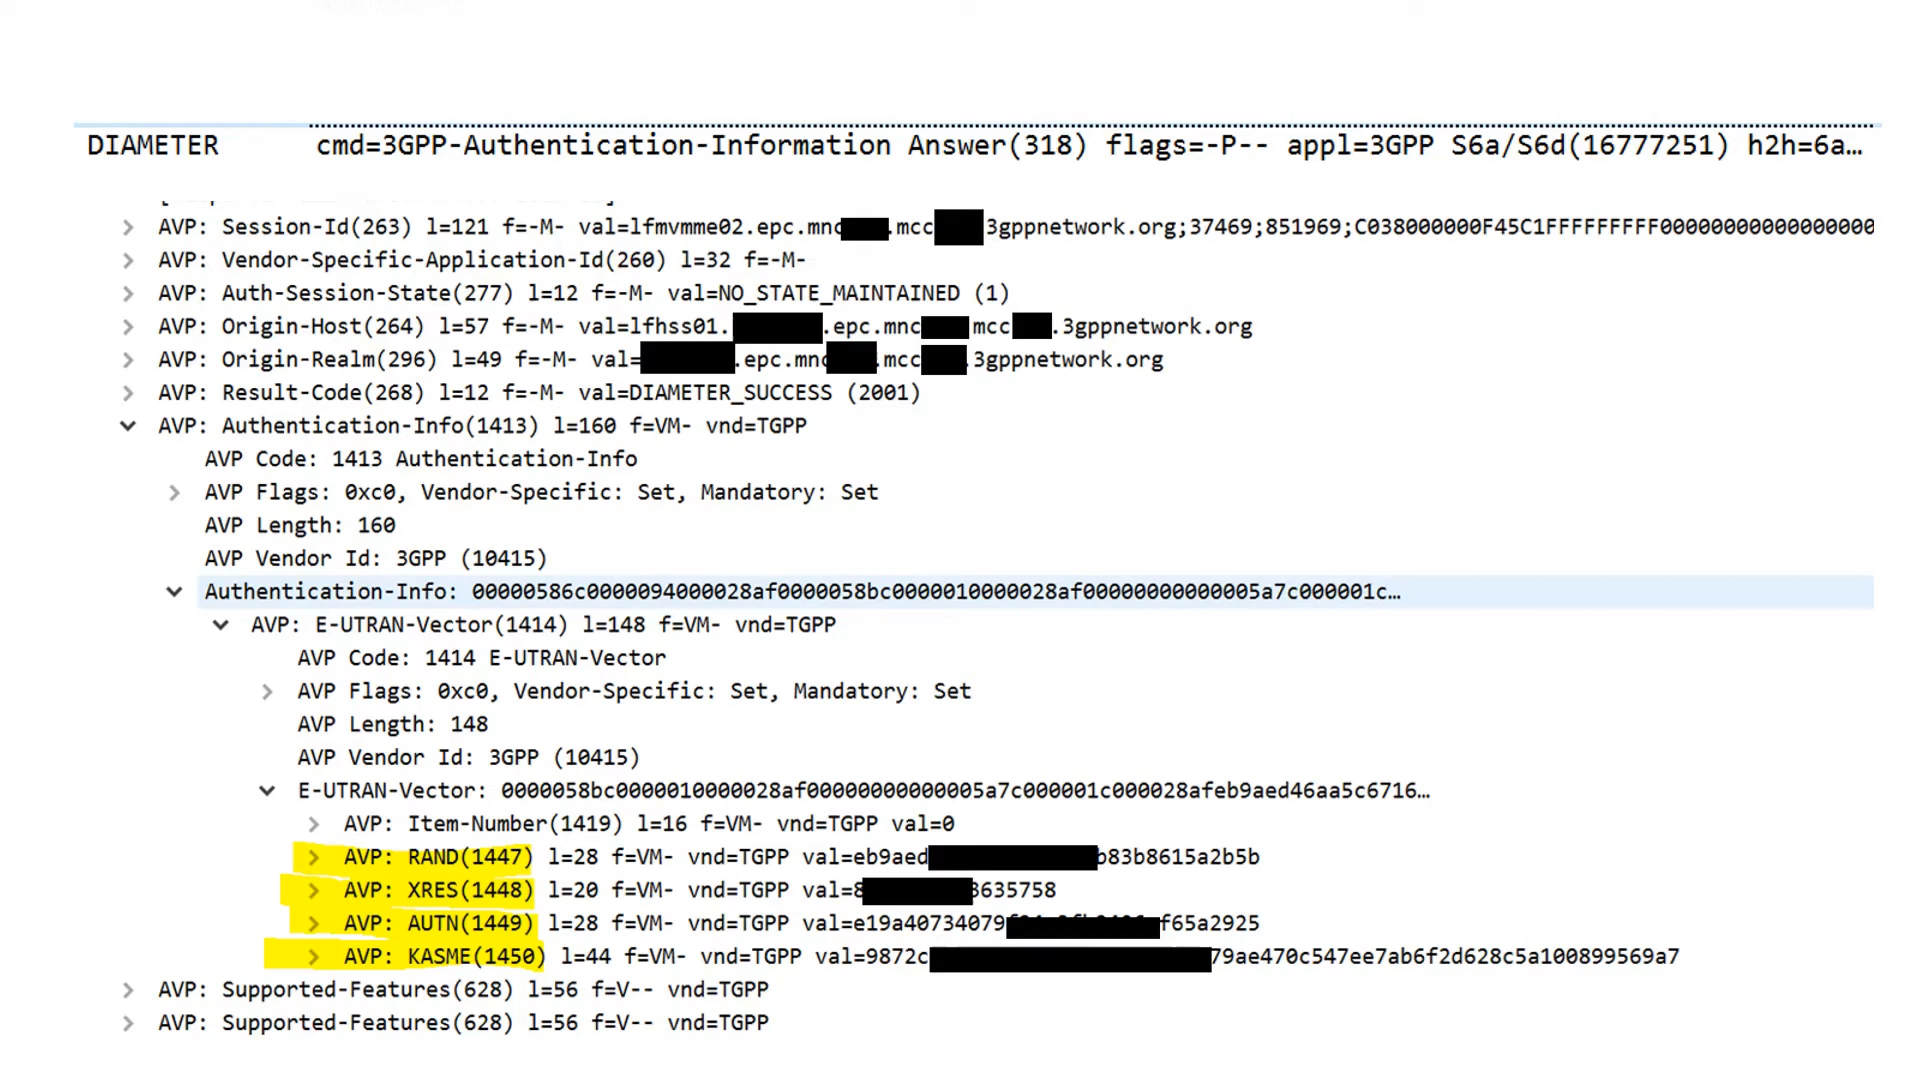 DIAMETER cmd=3GPP-Authentication-Information Answer(318) flags=-P-- appl=3GPP S6a/S6d(16777251) h2h=6a…
AVP: Session-Id(263) l=121 f=-M- val=lfmvmme02.epc.mnc .mcc 3gppnetwork.org;37469;851969;C038000000F45C1FFFFFFFFF00000000000000000
AVP: Vendor-Specific-Application-Id(260) l=32 f=-M-
AVP: Auth-Session-State(277) l=12 f=-M- val=NO_STATE_MAINTAINED (1)
AVP: Origin-Host(264) l=57 f=-M- val=lfhss01. .epc.mnc mcc .3gppnetwork.org
AVP: Origin-Realm(296) l=49 f=-M- val= .epc.mnc .mcc .3gppnetwork.org
AVP: Result-Code(268) l=12 f=-M- val=DIAMETER_SUCCESS (2001)
AVP: Authentication-Info(1413) l=160 f=VM- vnd=TGPP
AVP Code: 1413 Authentication-Info
AVP Flags: 0xc0, Vendor-Specific: Set, Mandatory: Set
AVP Length: 160
AVP Vendor Id: 3GPP (10415)
Authentication-Info: 00000586c0000094000028af0000058bc0000010000028af00000000000005a7c000001c…
AVP: E-UTRAN-Vector(1414) l=148 f=VM- vnd=TGPP
AVP Code: 1414 E-UTRAN-Vector
AVP Flags: 0xc0, Vendor-Specific: Set, Mandatory: Set
AVP Length: 148
AVP Vendor Id: 3GPP (10415)
E-UTRAN-Vector: 0000058bc0000010000028af00000000000005a7c000001c000028afeb9aed46aa5c6716…
AVP: Item-Number(1419) l=16 f=VM- vnd=TGPP val=0
AVP: RAND(1447) l=28 f=VM- vnd=TGPP val=eb9aed b83b8615a2b5b
AVP: XRES(1448) l=20 f=VM- vnd=TGPP val=8 3635758
AVP: AUTN(1449) l=28 f=VM- vnd=TGPP val=e19a40734079 f65a2925
AVP: KASME(1450) l=44 f=VM- vnd=TGPP val=9872c 79ae470c547ee7ab6f2d628c5a100899569a7
AVP: Supported-Features(628) l=56 f=V-- vnd=TGPP
AVP: Supported-Features(628) l=56 f=V-- vnd=TGPP